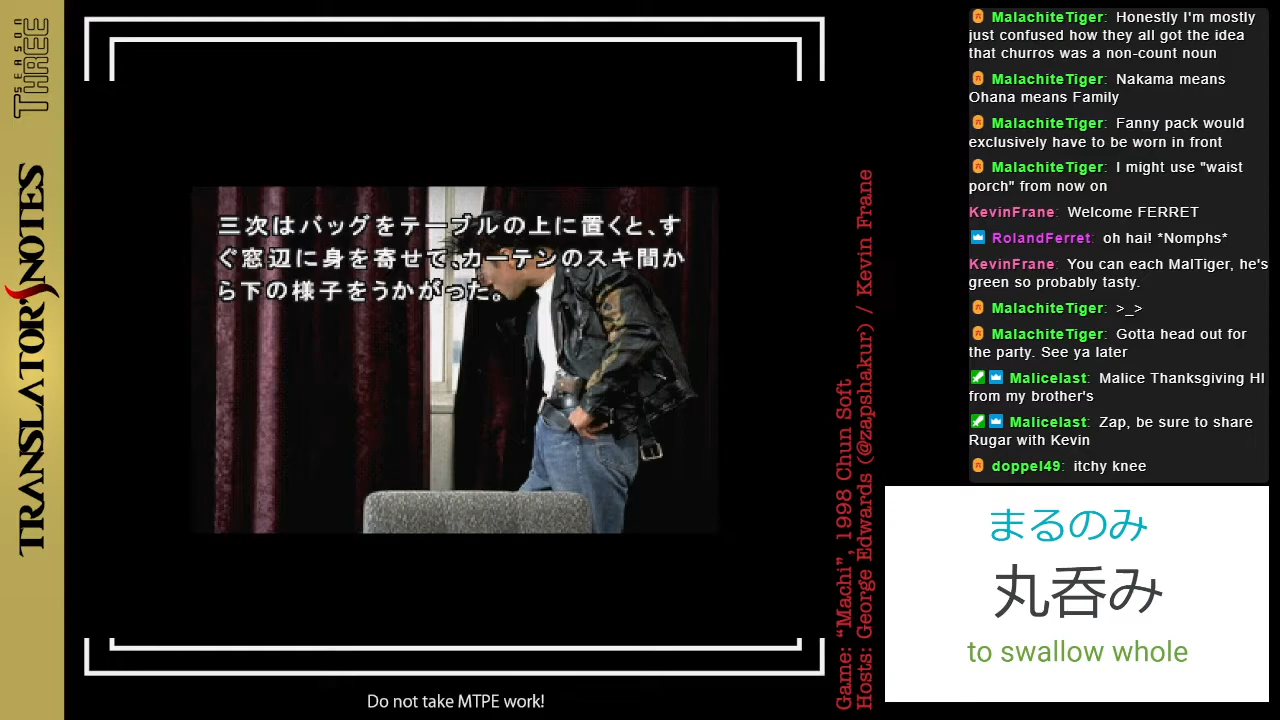 SEASON
THREE
TRANSLATOR'S NOTES
三次はバッグをテーブルの上に置くと、す
ぐ窓辺に身を寄せて、カーテンのスキ間か
ら下の様子をうかがった。
Game: "Machi", 1998 Chun Soft
Hosts: George Edwards (@zapshakur) / Kevin Frane
Do not take MTPE work!
MalachiteTiger: Honestly I'm mostly
just confused how they all got the idea
that churros was a non-count noun
MalachiteTiger: Nakama means
Ohana means Family
MalachiteTiger: Fanny pack would
exclusively have to be worn in front
MalachiteTiger: I might use "waist
porch" from now on
KevinFrane: Welcome FERRET
RolandFerret: oh hai! *Nomphs*
KevinFrane: You can each MalTiger, he's
green so probably tasty.
MalachiteTiger: >_>
MalachiteTiger: Gotta head out for
the party. See ya later
Malicelast: Malice Thanksgiving HI
from my brother's
Malicelast: Zap, be sure to share
Rugar with Kevin
doppel49: itchy knee
まるのみ
丸呑み
to swallow whole